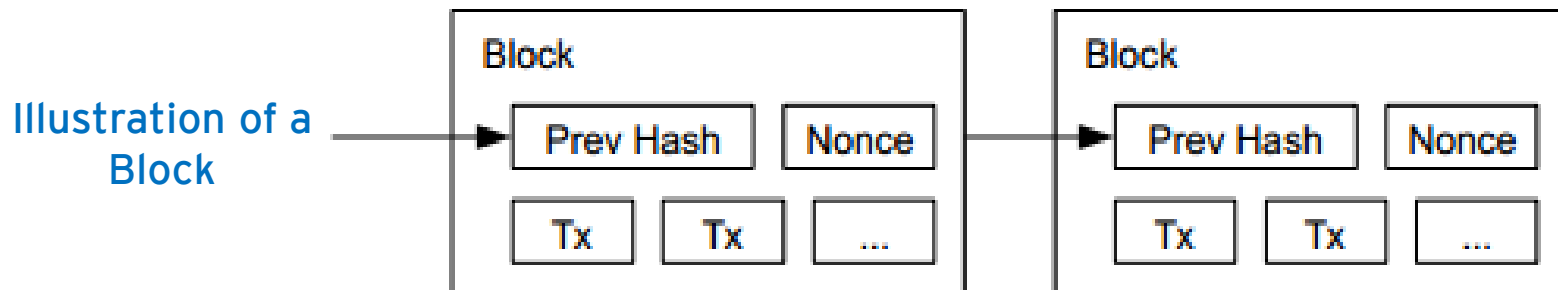 Illustration of a
Block
Block
Prev Hash
Nonce
Tx
Tx
...
Block
Prev Hash
Nonce
Tx
Tx
...